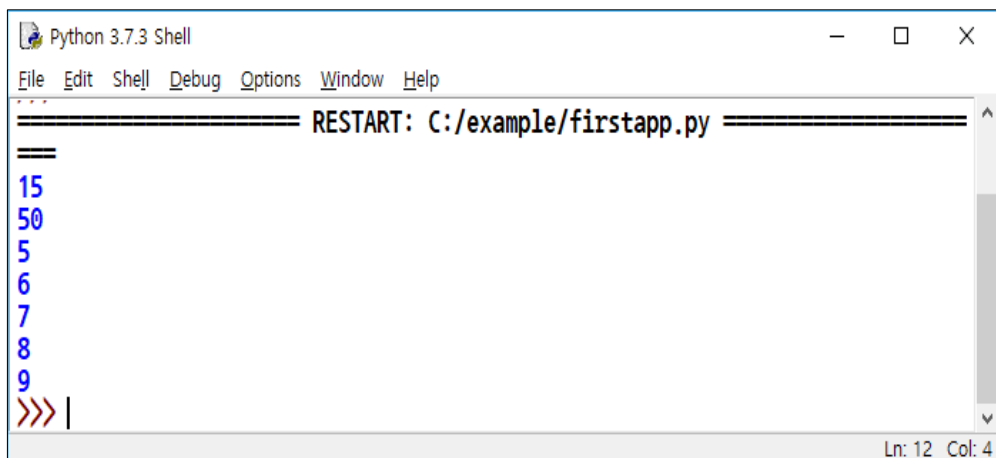 Python 3.7.3 Shell
File Edit Shell Debug Options Window Help
====================== RESTART: C:/example/firstapp.py ===================
===
15
50
5
6
7
8
9
>>>
Ln: 12 Col: 4